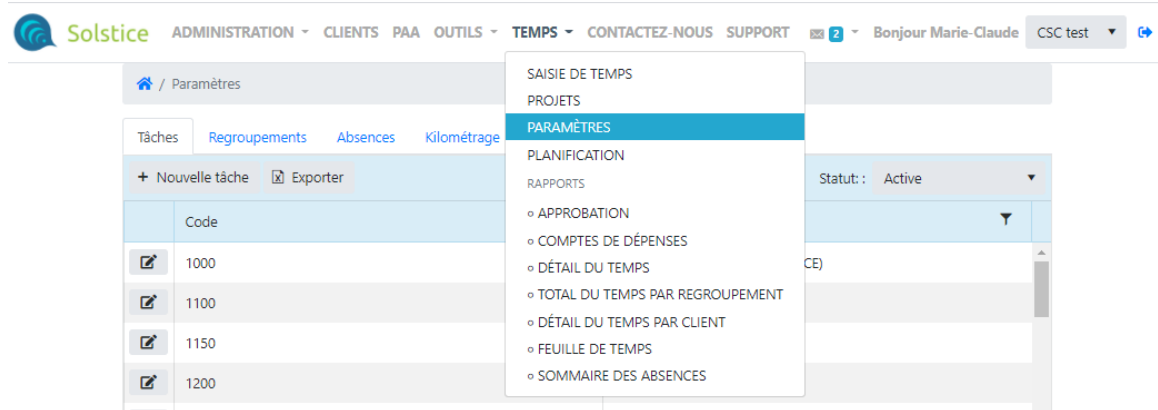 Solstice ADMINISTRATION CLIENTS PAA OUTILS TEMPS CONTACTEZ-NOUS SUPPORT 2 Bonjour Marie-Claude CSC test
/ Paramètres
Tâches Regroupements Absences Kilométrage
+ Nouvelle tâche Exporter
Statut: : Active
Code
1000
CE)
1100
1150
1200
SAISIE DE TEMPS
PROJETS
PARAMÈTRES
PLANIFICATION
RAPPORTS
APPROBATION
COMPTES DE DÉPENSES
DÉTAIL DU TEMPS
TOTAL DU TEMPS PAR REGROUPEMENT
DÉTAIL DU TEMPS PAR CLIENT
FEUILLE DE TEMPS
SOMMAIRE DES ABSENCES